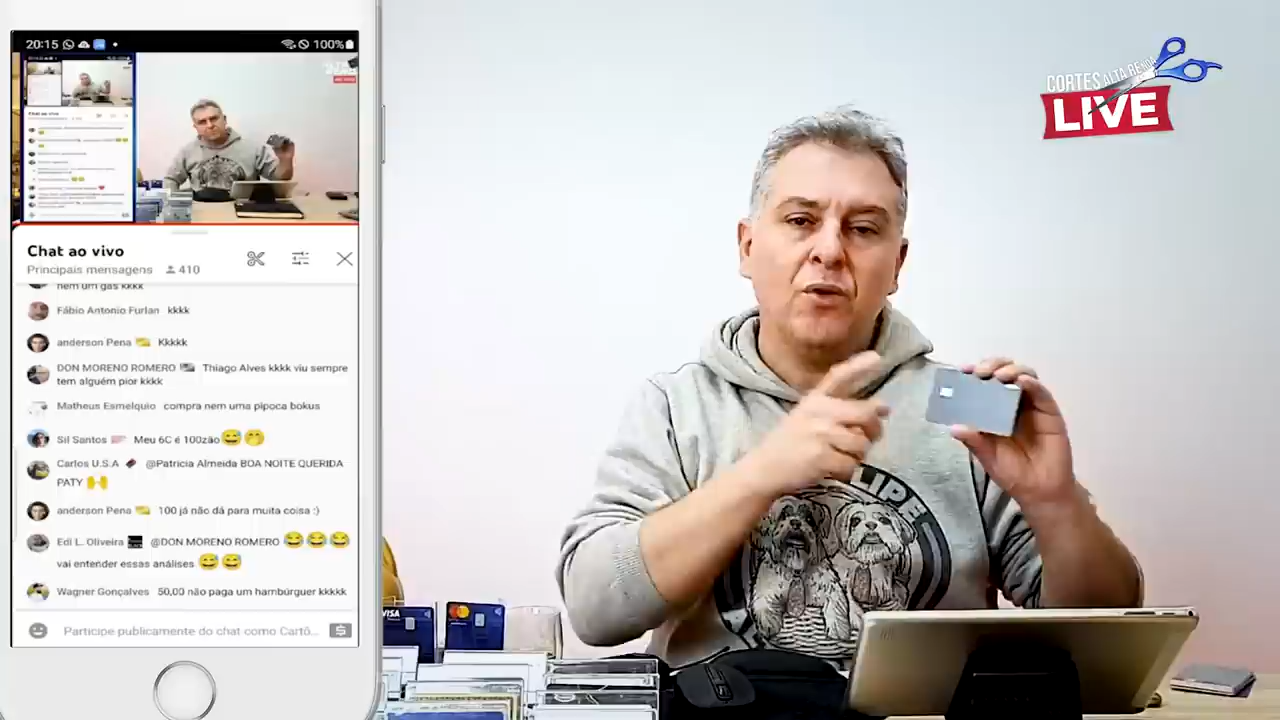 20:15
100%
Chat ao vivo
Principais mensagens 410
nem um gas kkkk
Fábio Antonio Furlan kkkk
anderson Pena Kkkkk
DON MORENO ROMERO Thiago Alves kkkk viu sempre
tem alguém pior kkkk
Matheus Esmelquio compra nem uma pipoca bokus
Sil Santos Meu 6C é 100zão
Carlos U.S.A @Patricia Almeida BOA NOITE QUERIDA
PATY
anderson Pena 100 já não dá para muita coisa :)
Edi L. Oliveira @DON MORENO ROMERO
vai entender essas análises
Wagner Gonçalves 50,00 não paga um hambúrguer kkkkk
Participe publicamente do chat como Cartõ...
$
CORTES ALTA RENDA
LIVE
LIPE
VISA